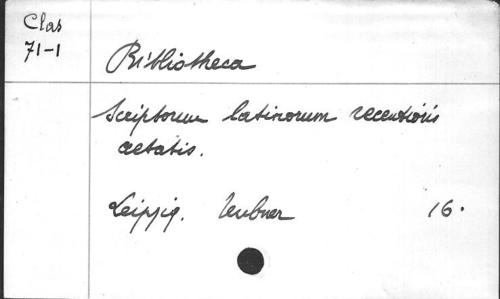 Clas
71-1
Bibliotheca
Scriptorum latinorum recentioris
aetatis.
Leipzig. Teubner 16.